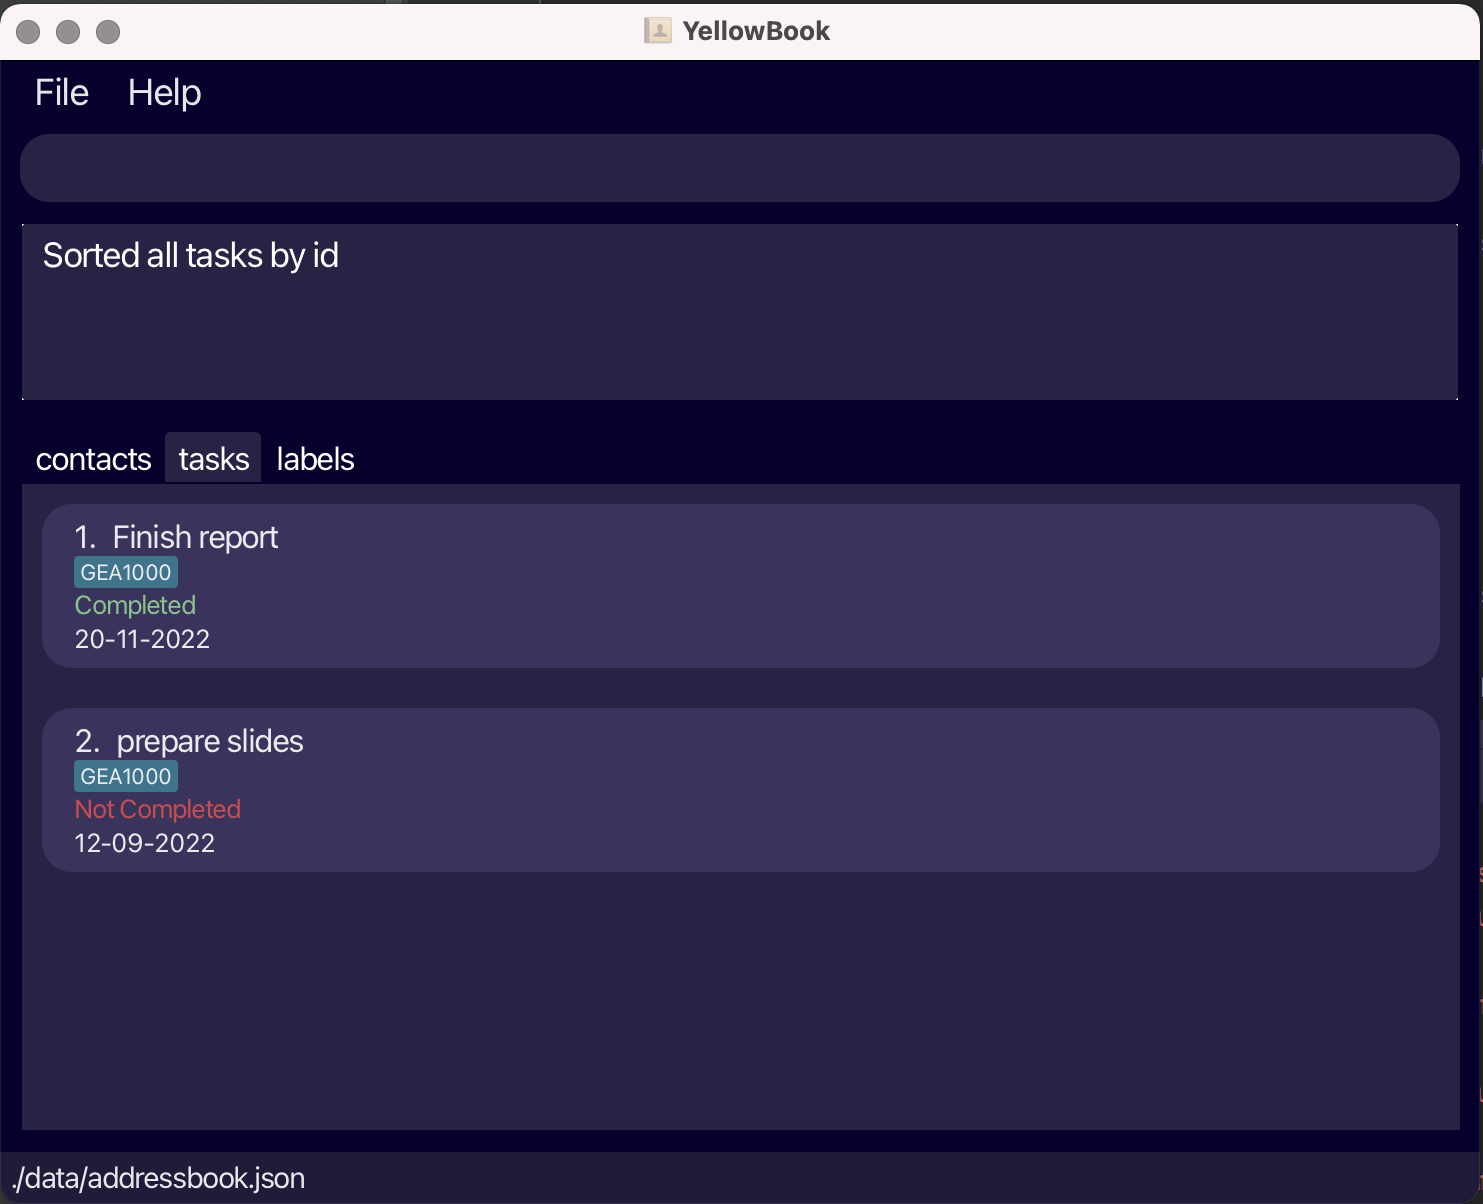 YellowBook
File Help
Sorted all tasks by id
contacts tasks labels
1. Finish report
GEA1000
Completed
20-11-2022
2. prepare slides
GEA1000
Not Completed
12-09-2022
./data/addressbook.json